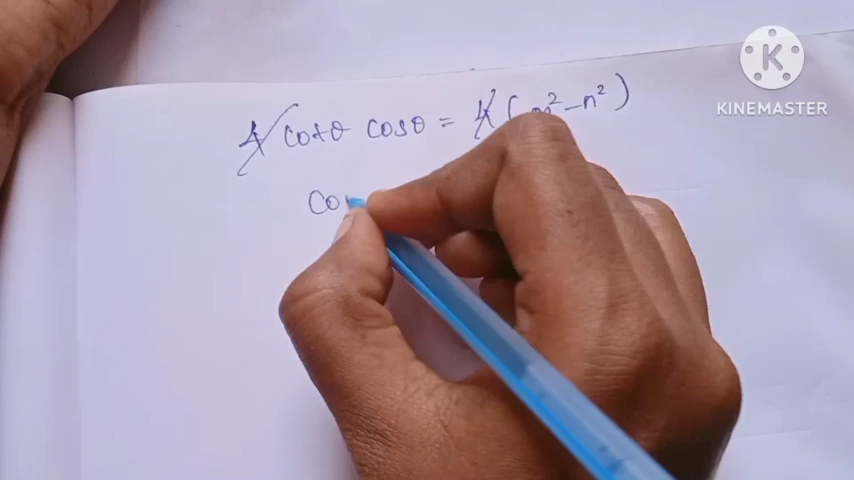 4 cotθ cosθ = 4 (m² - n²)
co
K
KINEMASTER